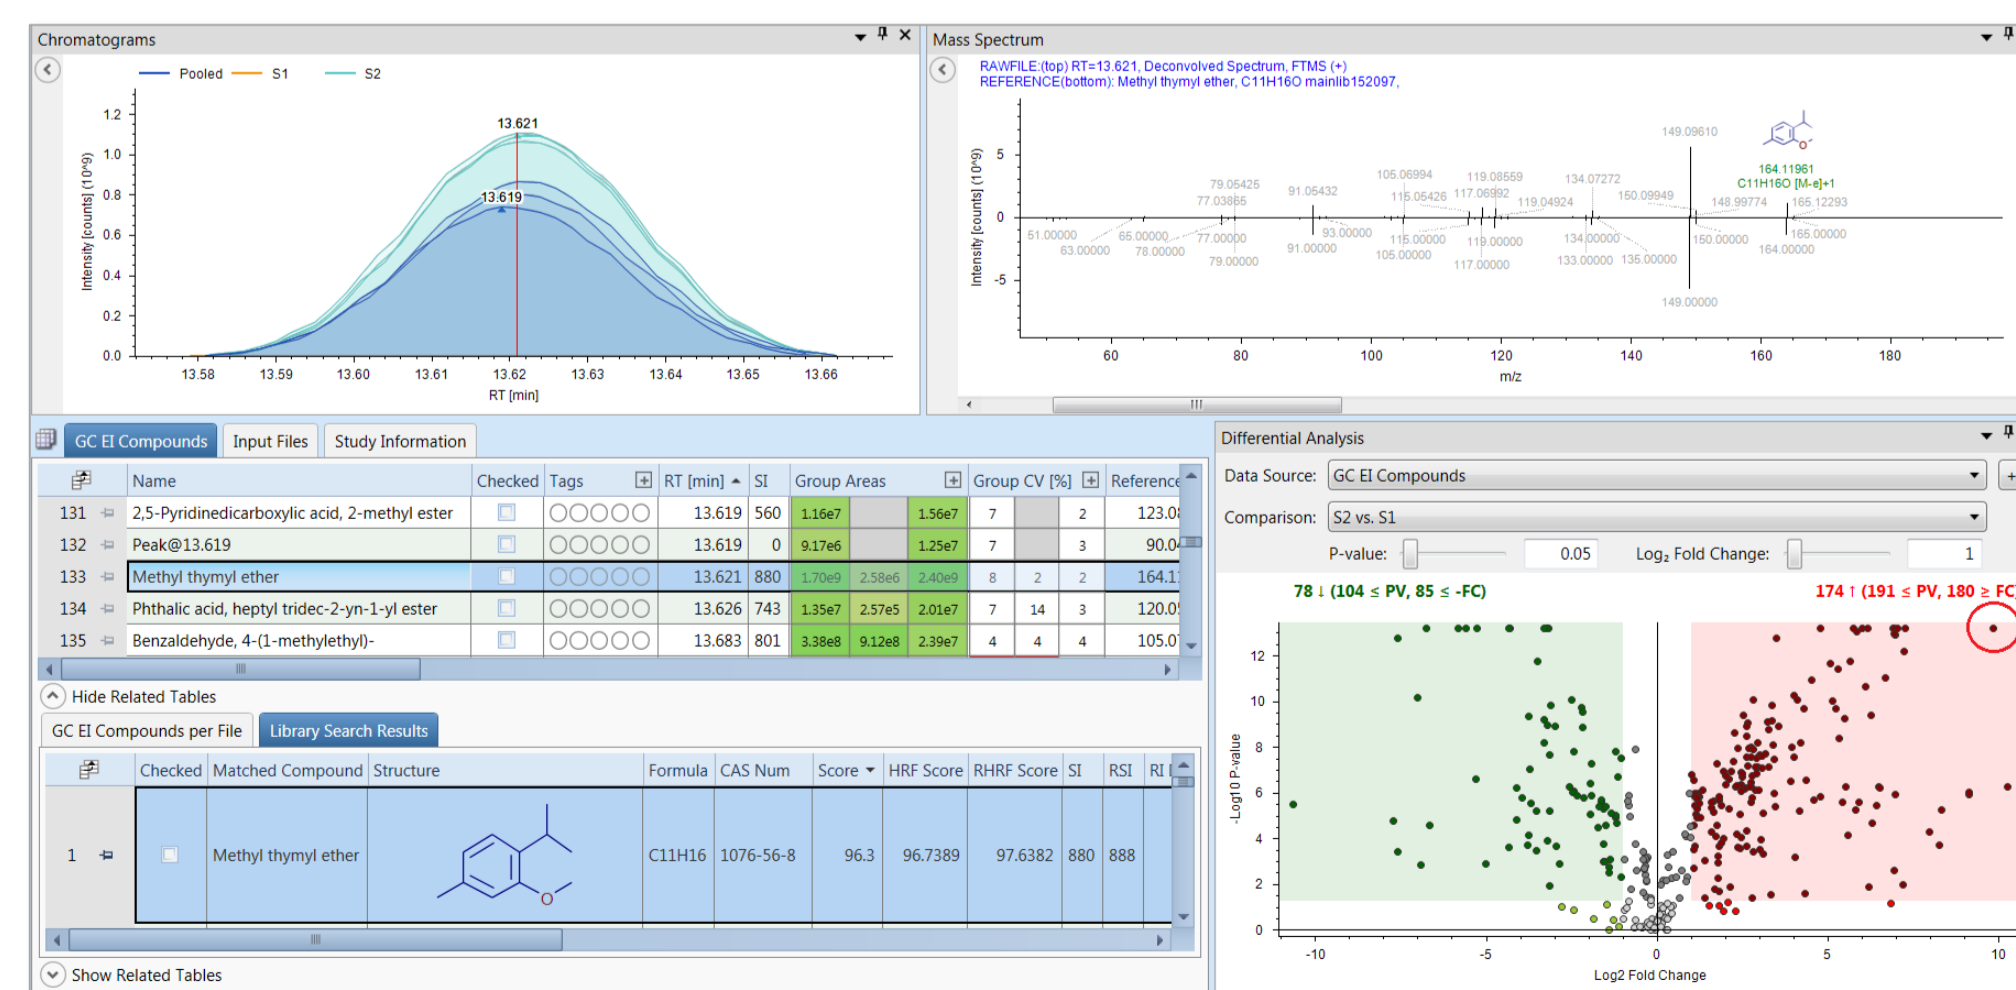 Chromatograms
Pooled S1 S2
Intensity [counts] (10^9)
1.2
1.0
0.8
0.6
0.4
0.2
0.0
13.621
13.619
13.58 13.59 13.60 13.61 13.62 13.63 13.64 13.65 13.66
RT [min]
Mass Spectrum
RAWFILE:(top) RT=13.621, Deconvolved Spectrum, FTMS (+)
REFERENCE(bottom): Methyl thymyl ether, C11H16O mainlib152097,
Intensity [counts] (10^9)
5
0
-5
149.09610
O
164.11961
C11H16O [M-e]+1
105.06994 119.08559 134.07272
79.05425 91.05432 115.05426 117.06992 150.09949
77.03865 119.04924 148.99774 165.12293
51.00000 65.00000 77.00000 93.00000 115.00000 119.00000 134.00000 150.00000 165.00000
63.00000 78.00000 79.00000 91.00000 105.00000 117.00000 133.00000 135.00000 164.00000
149.00000
60 80 100 120 140 160 180
m/z
GC EI Compounds Input Files Study Information
Name Checked Tags RT [min] SI Group Areas Group CV [%] Reference
131 2,5-Pyridinedicarboxylic acid, 2-methyl ester 13.619 560 1.16e7 1.56e7 7 2 123.08
132 Peak@13.619 13.619 0 9.17e6 1.25e7 7 3 90.04
133 Methyl thymyl ether 13.621 880 1.70e9 2.58e6 2.40e9 8 2 2 164.1
134 Phthalic acid, heptyl tridec-2-yn-1-yl ester 13.626 743 1.35e7 2.57e5 2.01e7 7 14 3 120.0
135 Benzaldehyde, 4-(1-methylethyl)- 13.683 801 3.38e8 9.12e8 2.39e7 4 4 4 105.0
Hide Related Tables
GC EI Compounds per File Library Search Results
Checked Matched Compound Structure Formula CAS Num Score HRF Score RHRF Score SI RSI RI
1 Methyl thymyl ether O C11H16 1076-56-8 96.3 96.7389 97.6382 880 888
Show Related Tables
Differential Analysis
Data Source: GC EI Compounds
Comparison: S2 vs. S1
P-value: 0.05 Log₂ Fold Change: 1
78 ↓ (104 ≤ PV, 85 ≤ -FC) 174 ↑ (191 ≤ PV, 180 ≥ FC)
-Log10 P-value
12
10
8
6
4
2
0
-10 -5 0 5 10
Log2 Fold Change